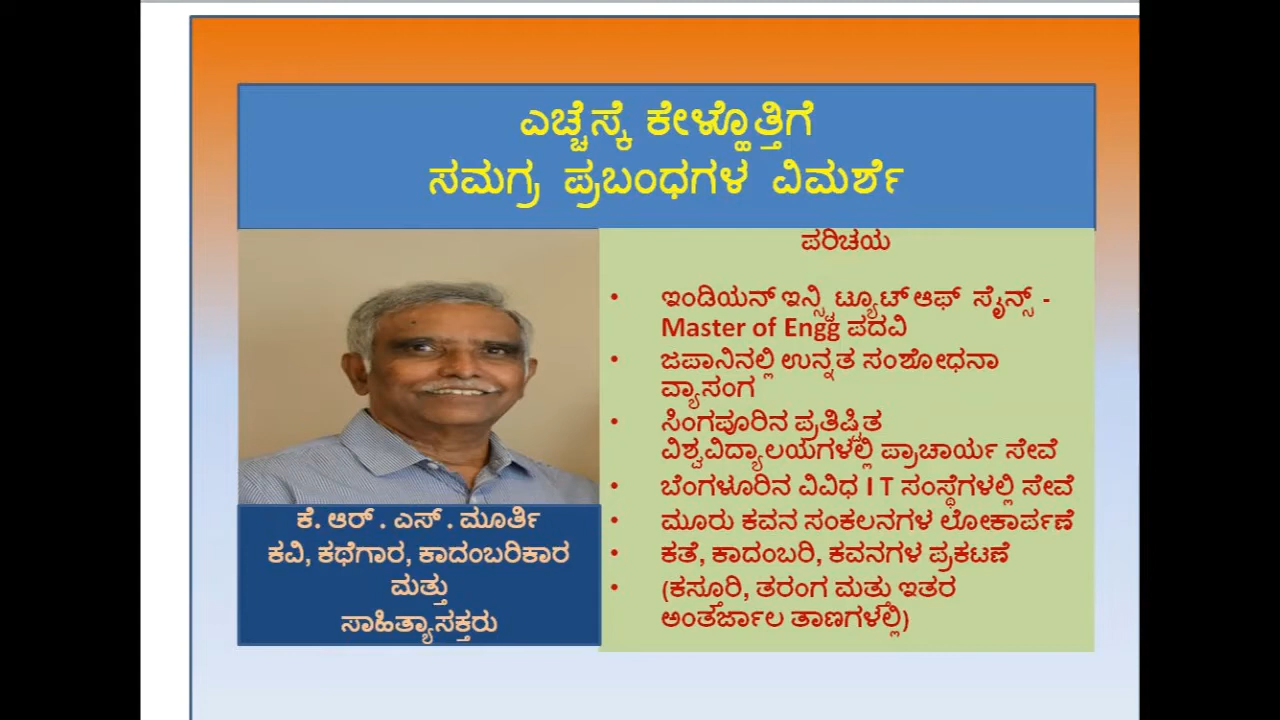 ಎಚ್ಚೆಸ್ಕೆ ಕೇಳ್ಹೊತ್ತಿಗೆ
ಸಮಗ್ರ ಪ್ರಬಂಧಗಳ ವಿಮರ್ಶೆ
ಕೆ. ಆರ್ . ಎಸ್ . ಮೂರ್ತಿ
ಕವಿ, ಕಥೆಗಾರ, ಕಾದಂಬರಿಕಾರ
ಮತ್ತು
ಸಾಹಿತ್ಯಾಸಕ್ತರು
ಪರಿಚಯ
• ಇಂಡಿಯನ್ ಇನ್ಸ್ಟಿಟ್ಯೂಟ್ ಆಫ್ ಸೈನ್ಸ್ -
Master of Engg ಪದವಿ
• ಜಪಾನಿನಲ್ಲಿ ಉನ್ನತ ಸಂಶೋಧನಾ
ವ್ಯಾಸಂಗ
• ಸಿಂಗಪೂರಿನ ಪ್ರತಿಷ್ಠಿತ
ವಿಶ್ವವಿದ್ಯಾಲಯಗಳಲ್ಲಿ ಪ್ರಾಚಾರ್ಯ ಸೇವೆ
• ಬೆಂಗಳೂರಿನ ವಿವಿಧ I T ಸಂಸ್ಥೆಗಳಲ್ಲಿ ಸೇವೆ
• ಮೂರು ಕವನ ಸಂಕಲನಗಳ ಲೋಕಾರ್ಪಣೆ
• ಕತೆ, ಕಾದಂಬರಿ, ಕವನಗಳ ಪ್ರಕಟಣೆ
• (ಕಸ್ತೂರಿ, ತರಂಗ ಮತ್ತು ಇತರ
ಅಂತರ್ಜಾಲ ತಾಣಗಳಲ್ಲಿ)